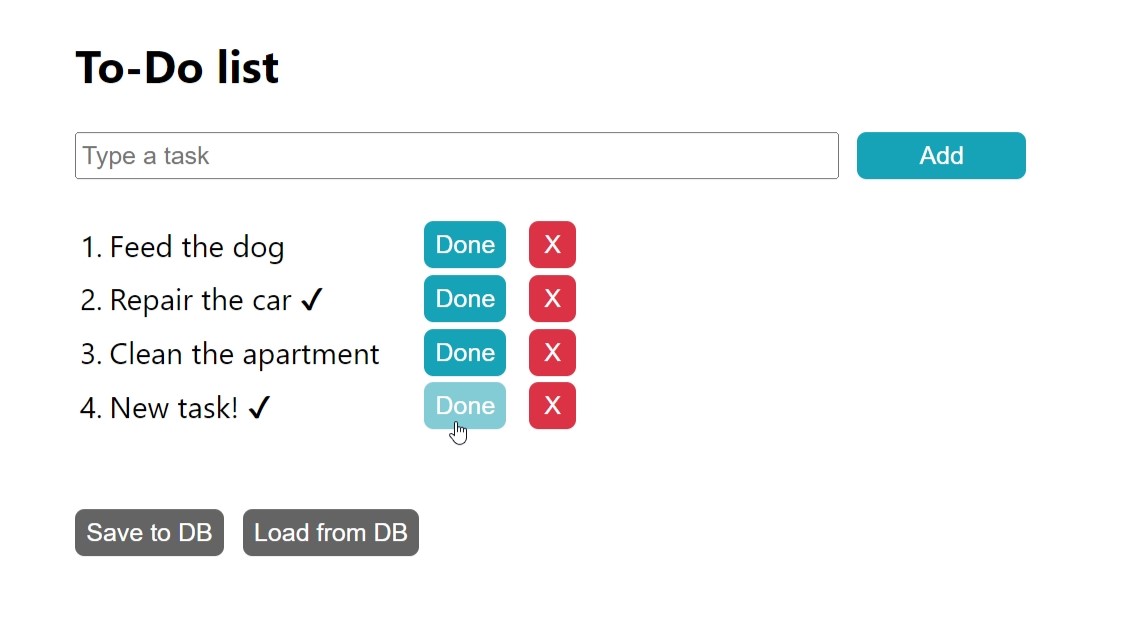 To-Do list
Type a task Add
1. Feed the dog Done X
2. Repair the car ✔ Done X
3. Clean the apartment Done X
4. New task! ✔ Done X
Save to DB Load from DB